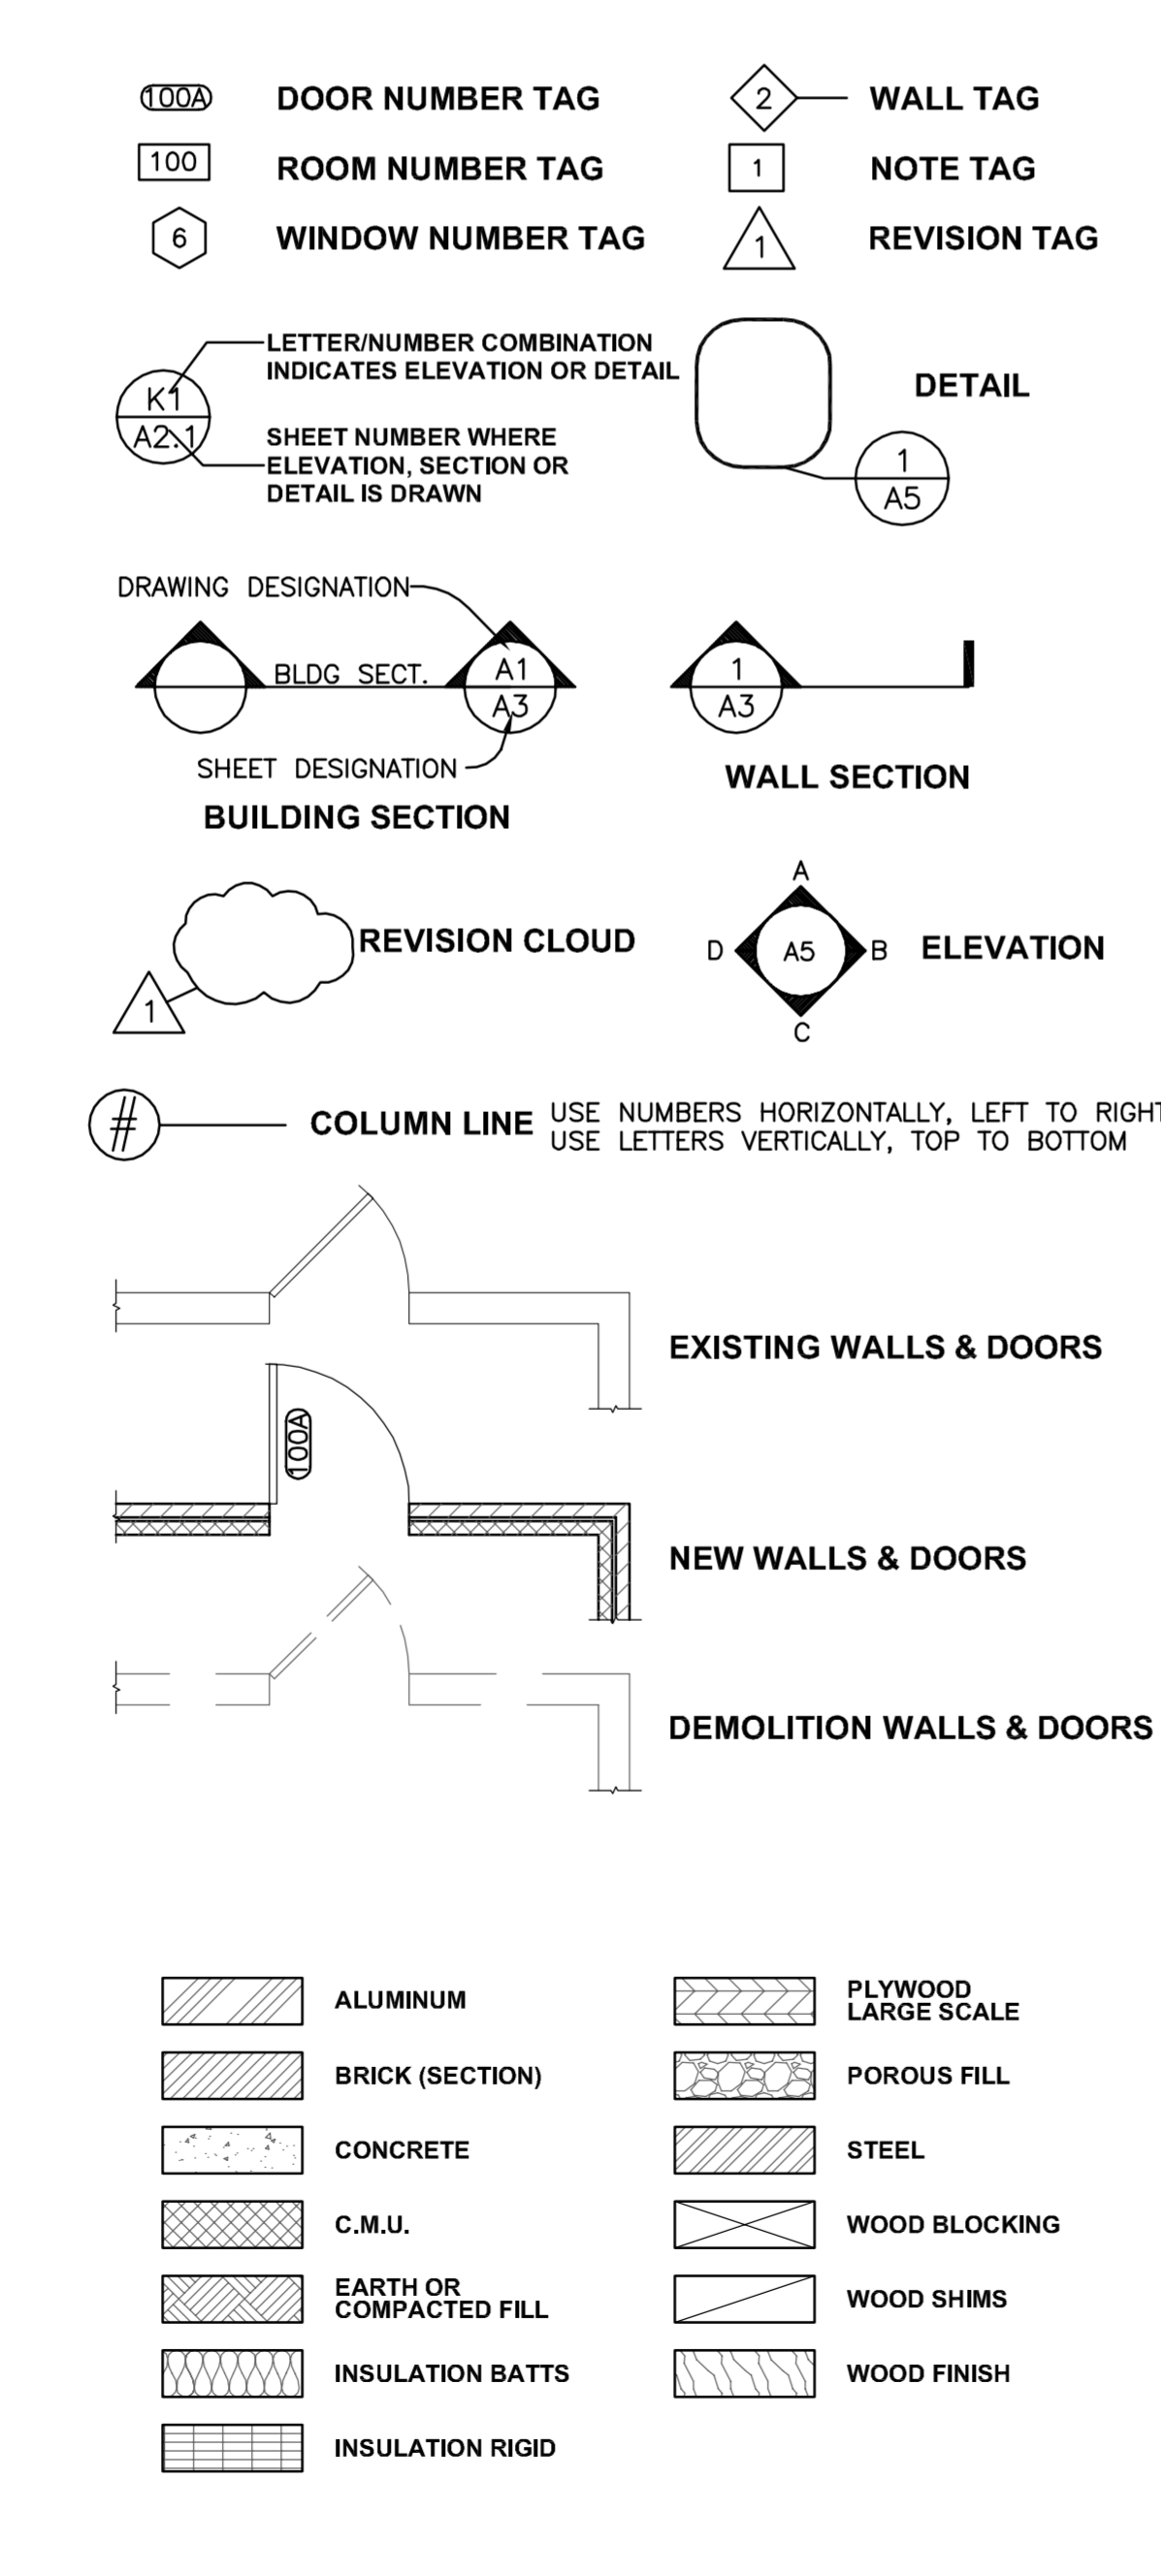 100A DOOR NUMBER TAG
2 WALL TAG
100 ROOM NUMBER TAG
1 NOTE TAG
6 WINDOW NUMBER TAG
1 REVISION TAG
LETTER/NUMBER COMBINATION
INDICATES ELEVATION OR DETAIL
K1
A2.1
SHEET NUMBER WHERE
ELEVATION, SECTION OR
DETAIL IS DRAWN
DETAIL
1
A5
DRAWING DESIGNATION
BLDG SECT.
A1
A3
SHEET DESIGNATION
BUILDING SECTION
1
A3
WALL SECTION
REVISION CLOUD
1
A
D A5 B ELEVATION
C
# COLUMN LINE
USE NUMBERS HORIZONTALLY, LEFT TO RIGHT
USE LETTERS VERTICALLY, TOP TO BOTTOM
EXISTING WALLS & DOORS
100A
NEW WALLS & DOORS
DEMOLITION WALLS & DOORS
ALUMINUM
BRICK (SECTION)
CONCRETE
C.M.U.
EARTH OR
COMPACTED FILL
INSULATION BATTS
INSULATION RIGID
PLYWOOD
LARGE SCALE
POROUS FILL
STEEL
WOOD BLOCKING
WOOD SHIMS
WOOD FINISH